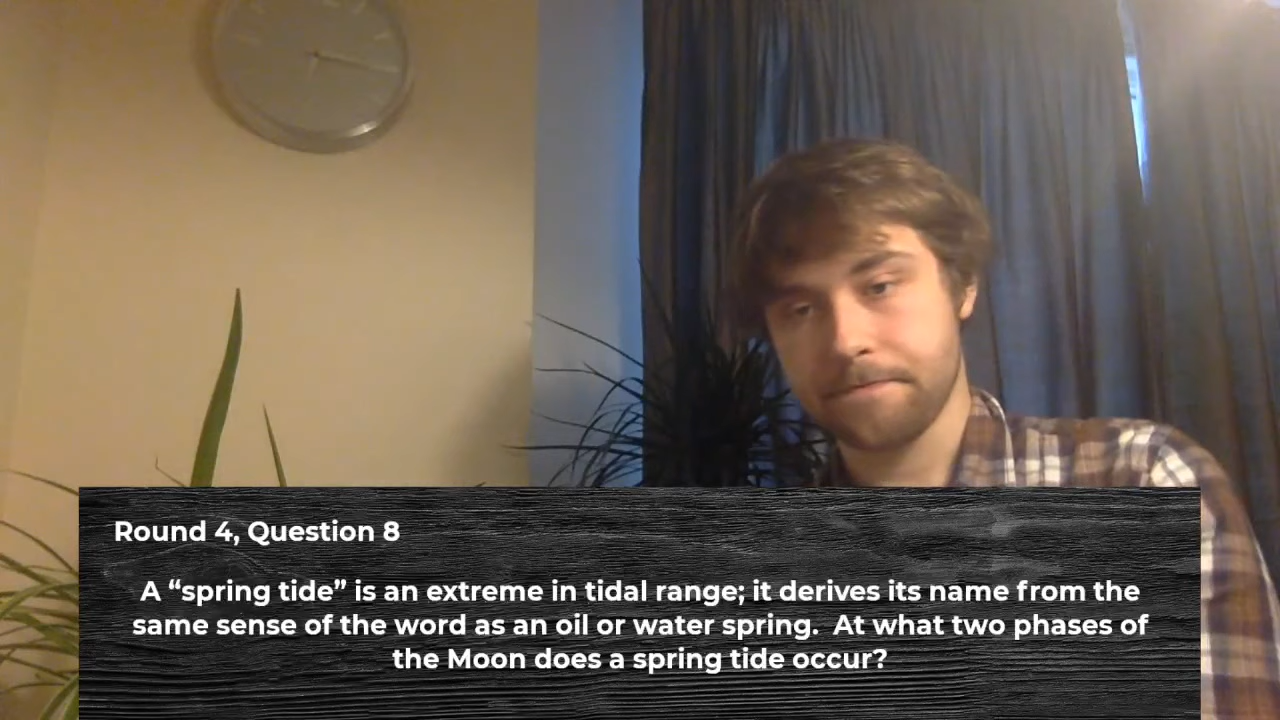 Round 4, Question 8
A “spring tide” is an extreme in tidal range; it derives its name from the
same sense of the word as an oil or water spring.  At what two phases of
the Moon does a spring tide occur?